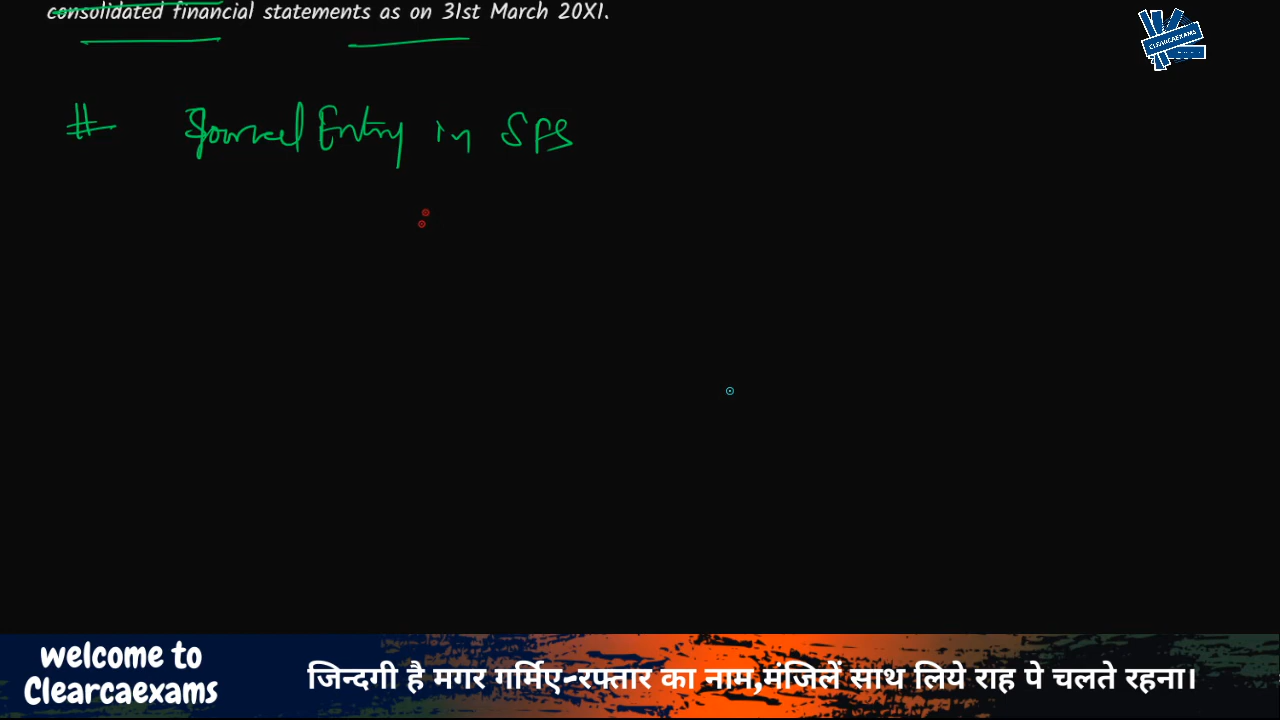 consolidated financial statements as on 31st March 20X1.
CLEARCAEXAMS
# Journal Entry in SFS
welcome to
Clearcaexams
जिन्दगी है मगर गर्मिए-रफ्तार का नाम,मंजिलें साथ लिये राह पे चलते रहना।